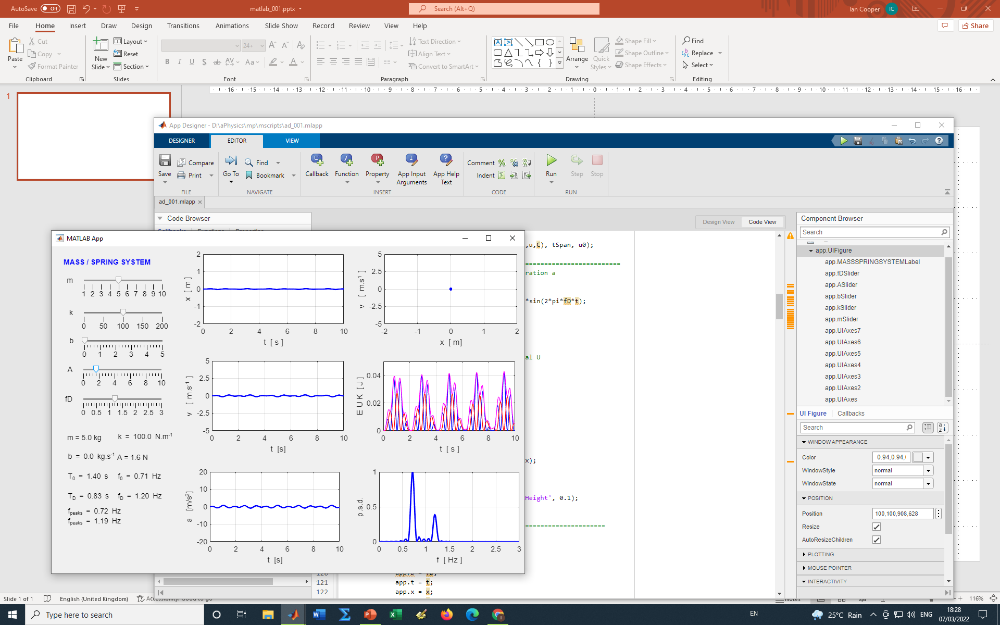 AutoSave Off
matlab_001.pptx
Search (Alt+Q)
Ian Cooper IC
File Home Insert Draw Design Transitions Animations Slide Show Record Review View Help
Share
Paste
Cut
Copy
Format Painter
Clipboard
New Slide
Layout
Reset
Section
Slides
24+
B I U S ab AV Aa A
Font
Text Direction
Align Text
Convert to SmartArt
Paragraph
Arrange
Quick Styles
Shape Fill
Shape Outline
Shape Effects
Drawing
Find
Replace
Select
Editing
16 15 14 13 12 11 10 9 8 7 6 5 4 3 2 1 0 1 2 3 4 5 6 7 8 9 10 11 12 13 14 15 16
1
App Designer - D:\aPhysics\mp\mscripts\ad_001.mlapp
DESIGNER EDITOR VIEW
Save
Compare
Print
FILE
Go To
Find
Bookmark
NAVIGATE
Callback
Function
Property
App Input Arguments
App Help Text
INSERT
Comment
Indent
CODE
Run
Step
Stop
RUN
ad_001.mlapp
Code Browser
Design View Code View
Component Browser
Search
app.UIFigure
app.MASSSPRINGSYSTEMLabel
app.fDSlider
app.ASlider
app.bSlider
app.kSlider
app.mSlider
app.UIAxes7
app.UIAxes6
app.UIAxes5
app.UIAxes4
app.UIAxes3
app.UIAxes2
app.UIAxes
UI Figure Callbacks
Search
WINDOW APPEARANCE
Color 0.94,0.94,
WindowStyle normal
WindowState normal
POSITION
Position 100,100,908,628
Resize
AutoResizeChildren
PLOTTING
MOUSE POINTER
INTERACTIVITY
,u,C), tSpan, u0);
==========================
ration a
*sin(2*pi*fD*t);
al U
x);
Height', 0.1);
======================
121 app.t = t;
122 app.x = x;
MATLAB App
MASS / SPRING SYSTEM
m
1 2 3 4 5 6 7 8 9 10
k
0 50 100 150 200
b
0 1 2 3 4 5
A
0 2 4 6 8 10
fD
0 0.5 1 1.5 2 2.5 3
m = 5.0 kg k = 100.0 N.m-1
b = 0.0 kg.s-1 A = 1.6 N
T0 = 1.40 s f0 = 0.71 Hz
TD = 0.83 s fD = 1.20 Hz
fpeaks = 0.72 Hz
fpeaks = 1.19 Hz
x [ m ]
2
1
0
-1
-2
0 2 4 6 8 10
t [ s ]
v [ m.s1 ]
5
2.5
0
-2.5
-5
-2 -1 0 1 2
x [ m]
v [ m.s-1 ]
5
2.5
0
-2.5
-5
0 2 4 6 8 10
t [s]
E U K [ J ]
0.04
0.02
0
0 2 4 6 8 10
t [ s ]
a [m/s2]
20
10
0
-10
-20
0 2 4 6 8 10
t [s]
p.s.d.
1
0.5
0
0 0.5 1 1.5 2 2.5 3
f [ Hz ]
Slide 1 of 1
English (United Kingdom)
116%
Type here to search
EN
25°C Rain
ENG
18:28
07/03/2022